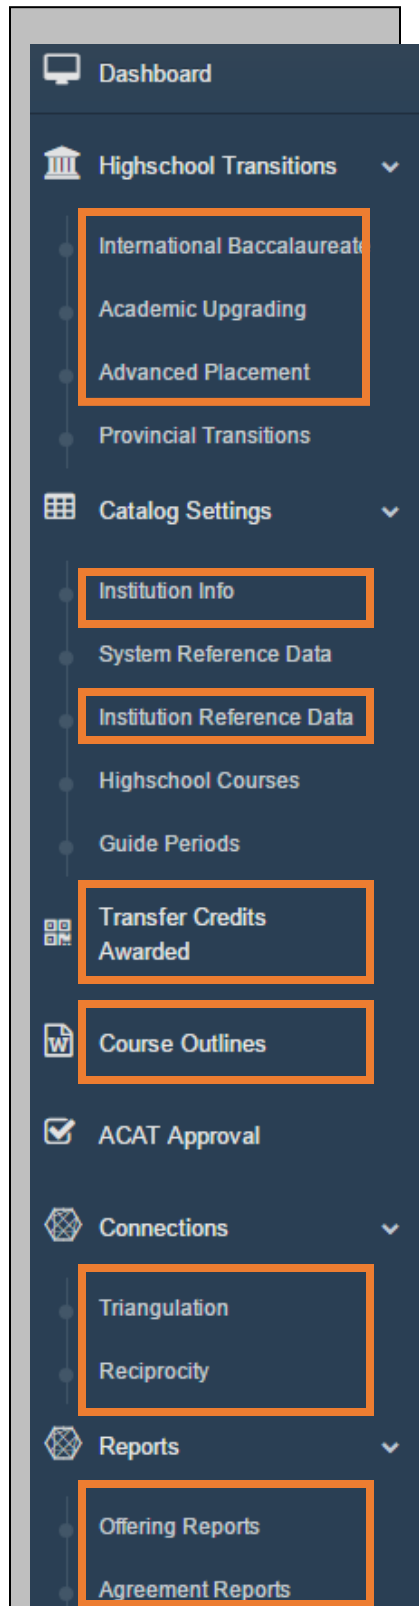 Dashboard
Highschool Transitions
International Baccalaureate
Academic Upgrading
Advanced Placement
Provincial Transitions
Catalog Settings
Institution Info
System Reference Data
Institution Reference Data
Highschool Courses
Guide Periods
Transfer Credits
Awarded
W
Course Outlines
ACAT Approval
Connections
Triangulation
Reciprocity
Reports
Offering Reports
Agreement Reports